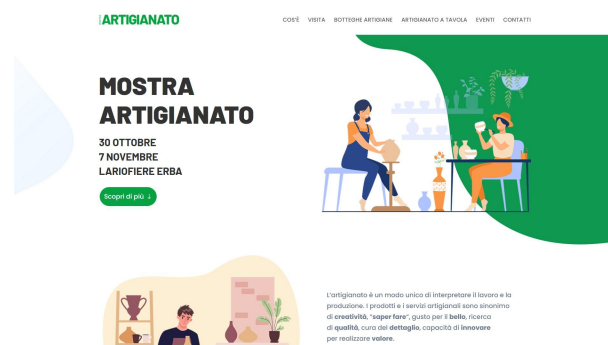 ARTIGIANATO
COS'È VISITA BOTTEGHE ARTIGIANE ARTIGIANATO A TAVOLA EVENTI CONTATTI
MOSTRA
ARTIGIANATO
30 OTTOBRE
7 NOVEMBRE
LARIOFIERE ERBA
Scopri di più ↓
L'artigianato è un modo unico di interpretare il lavoro e la
produzione. I prodotti e i servizi artigianali sono sinonimo
di creatività, "saper fare", gusto per il bello, ricerca
di qualità, cura del dettaglio, capacità di innovare
per realizzare valore.